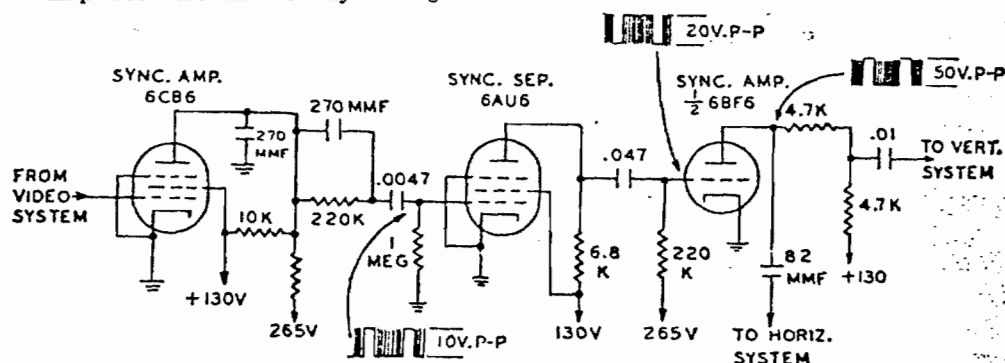 20V.P-P
SYNC. AMP.
6CB6
SYNC. SEP.
6AU6
SYNC. AMP.
1/2 6BF6
50V.P-P
270 MMF
270
MMF
4.7K
.01
TO VERT.
SYSTEM
FROM
VIDEO
SYSTEM
.0047
.047
10K
220K
1
MEG
6.8
K
220
K
4.7K
82
MMF
+130
+130V
265V
130V
265V
10V.P-P
TO HORIZ.
SYSTEM